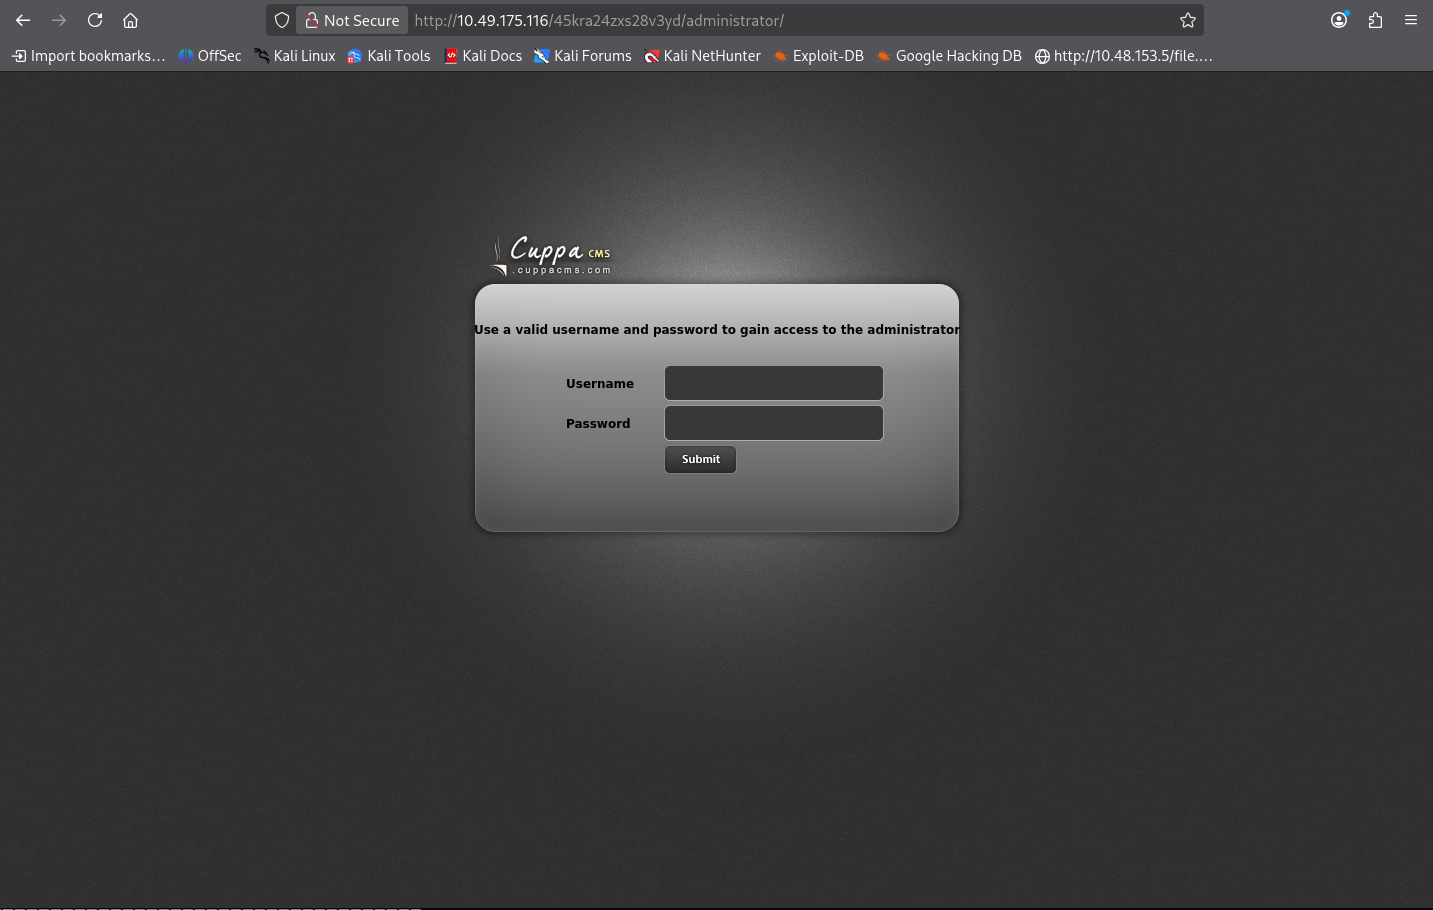 Not Secure http://10.49.175.116/45kra24zxs28v3yd/administrator/
Import bookmarks... OffSec Kali Linux Kali Tools Kali Docs Kali Forums Kali NetHunter Exploit-DB Google Hacking DB http://10.48.153.5/file....
Cuppa CMS
.cuppacms.com
Use a valid username and password to gain access to the administrator
Username
Password
Submit